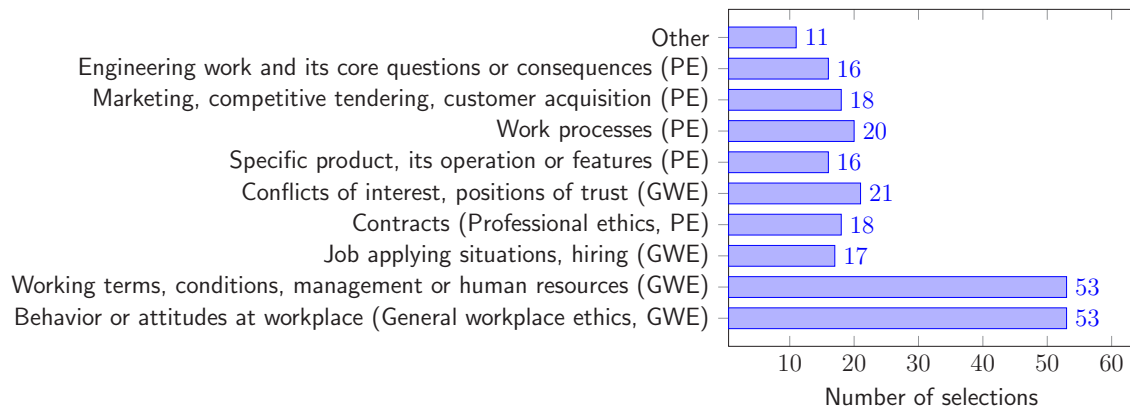 Other 11
Engineering work and its core questions or consequences (PE) 16
Marketing, competitive tendering, customer acquisition (PE) 18
Work processes (PE) 20
Specific product, its operation or features (PE) 16
Conflicts of interest, positions of trust (GWE) 21
Contracts (Professional ethics, PE) 18
Job applying situations, hiring (GWE) 17
Working terms, conditions, management or human resources (GWE) 53
Behavior or attitudes at workplace (General workplace ethics, GWE) 53
10 20 30 40 50 60
Number of selections